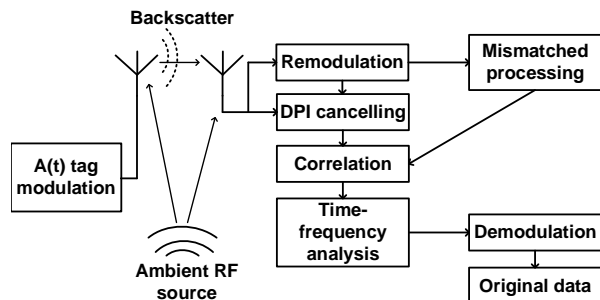 Backscatter
Remodulation
Mismatched
processing
DPI cancelling
A(t) tag
modulation
Correlation
Time-
frequency
analysis
Demodulation
Ambient RF
source
Original data